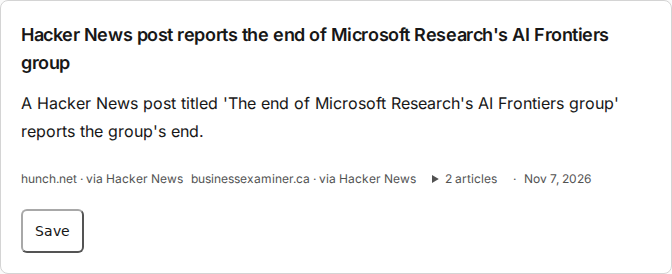 Hacker News post reports the end of Microsoft Research's AI Frontiers
group
A Hacker News post titled 'The end of Microsoft Research's AI Frontiers group'
reports the group's end.
hunch.net · via Hacker News businessexaminer.ca · via Hacker News ▶ 2 articles · Nov 7, 2026
Save